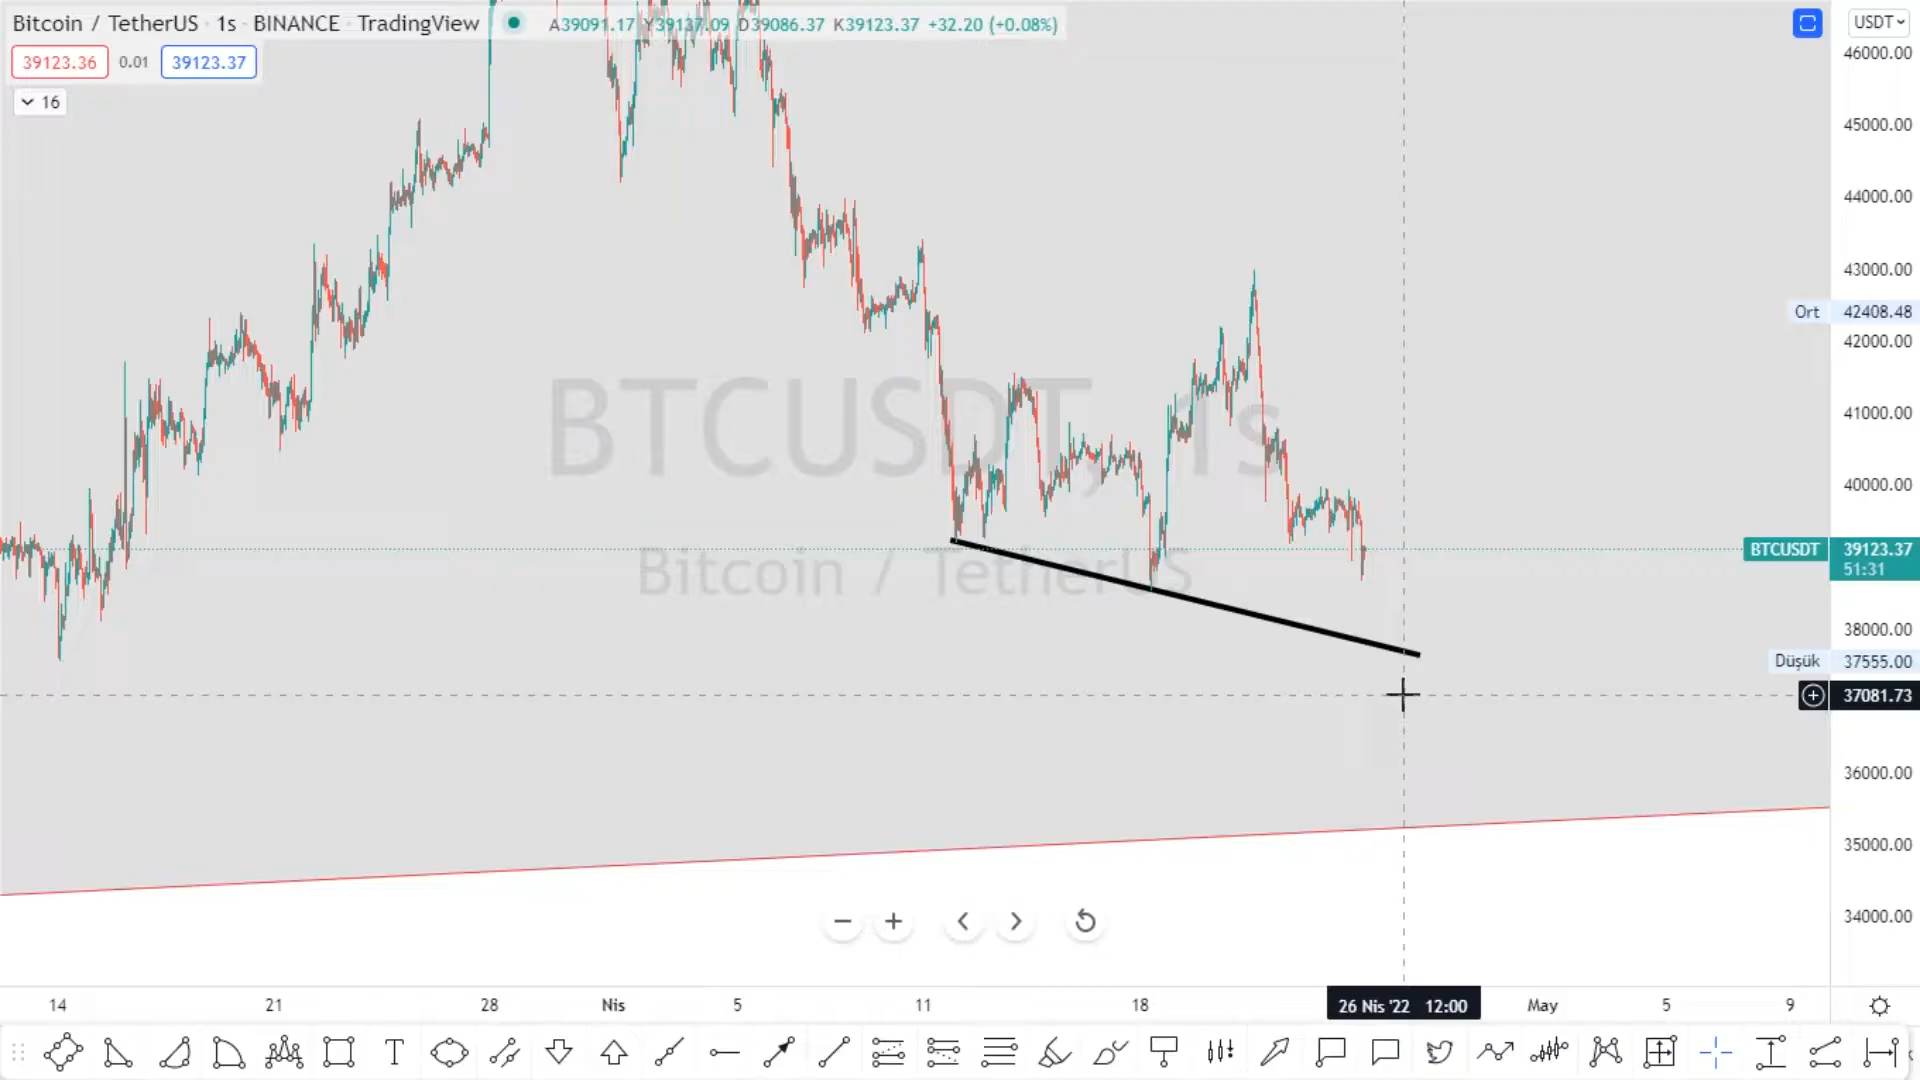 Bitcoin / TetherUS · 1s · BINANCE · TradingView A39091.17 Y39137.09 D39086.37 K39123.37 +32.20 (+0.08%)
USDT
39123.36 0.01 39123.37
16
46000.00
45000.00
44000.00
43000.00
Ort 42408.48
42000.00
41000.00
40000.00
BTCUSDT, 1s
Bitcoin / TetherUS
BTCUSDT 39123.37
51:31
38000.00
Düşük 37555.00
37081.73
36000.00
35000.00
34000.00
14 21 28 Nis 5 11 18 26 Nis '22 12:00 May 5 9